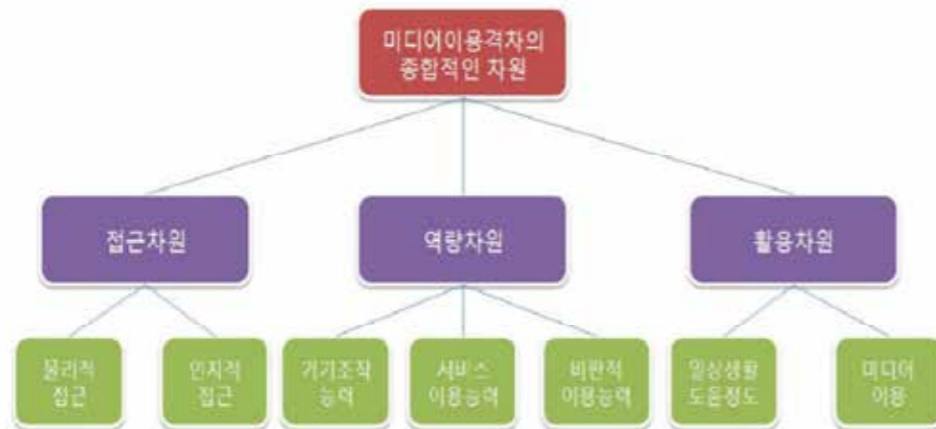 미디어이용격차의
종합적인 차원
접근차원
역량차원
활용차원
물리적
접근
인지적
접근
기기조작
능력
서비스
이용능력
비판적
이용능력
일상생활
도움정도
미디어
이용